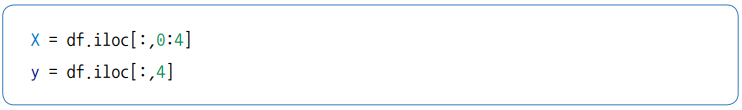 X = df.iloc[:,0:4]
y = df.iloc[:,4]